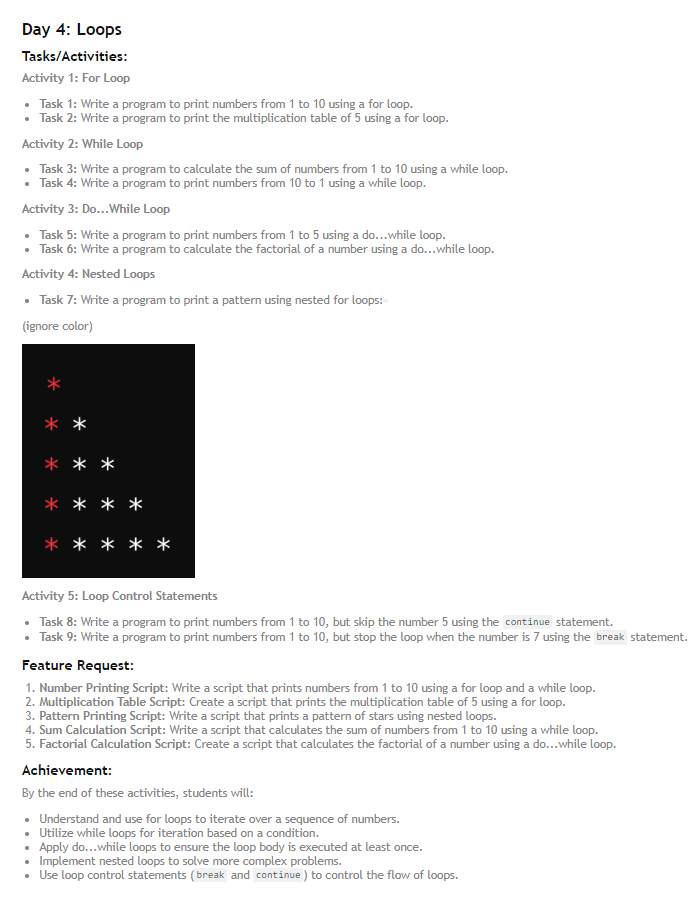 Day 4: Loops
Tasks/Activities:
Activity 1: For Loop
• Task 1: Write a program to print numbers from 1 to 10 using a for loop.
• Task 2: Write a program to print the multiplication table of 5 using a for loop.
Activity 2: While Loop
• Task 3: Write a program to calculate the sum of numbers from 1 to 10 using a while loop.
• Task 4: Write a program to print numbers from 10 to 1 using a while loop.
Activity 3: Do...While Loop
• Task 5: Write a program to print numbers from 1 to 5 using a do...while loop.
• Task 6: Write a program to calculate the factorial of a number using a do...while loop.
Activity 4: Nested Loops
• Task 7: Write a program to print a pattern using nested for loops:
(ignore color)
*
* *
* * *
* * * *
* * * * *
Activity 5: Loop Control Statements
• Task 8: Write a program to print numbers from 1 to 10, but skip the number 5 using the continue statement.
• Task 9: Write a program to print numbers from 1 to 10, but stop the loop when the number is 7 using the break statement.
Feature Request:
1. Number Printing Script: Write a script that prints numbers from 1 to 10 using a for loop and a while loop.
2. Multiplication Table Script: Create a script that prints the multiplication table of 5 using a for loop.
3. Pattern Printing Script: Write a script that prints a pattern of stars using nested loops.
4. Sum Calculation Script: Write a script that calculates the sum of numbers from 1 to 10 using a while loop.
5. Factorial Calculation Script: Create a script that calculates the factorial of a number using a do...while loop.
Achievement:
By the end of these activities, students will:
• Understand and use for loops to iterate over a sequence of numbers.
• Utilize while loops for iteration based on a condition.
• Apply do...while loops to ensure the loop body is executed at least once.
• Implement nested loops to solve more complex problems.
• Use loop control statements (break and continue) to control the flow of loops.